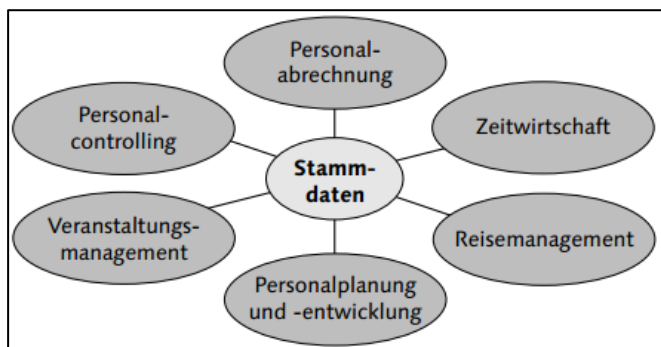 Personal-
abrechnung
Personal-
controlling
Zeitwirtschaft
Stamm-
daten
Veranstaltungs-
management
Reisemanagement
Personalplanung
und -entwicklung